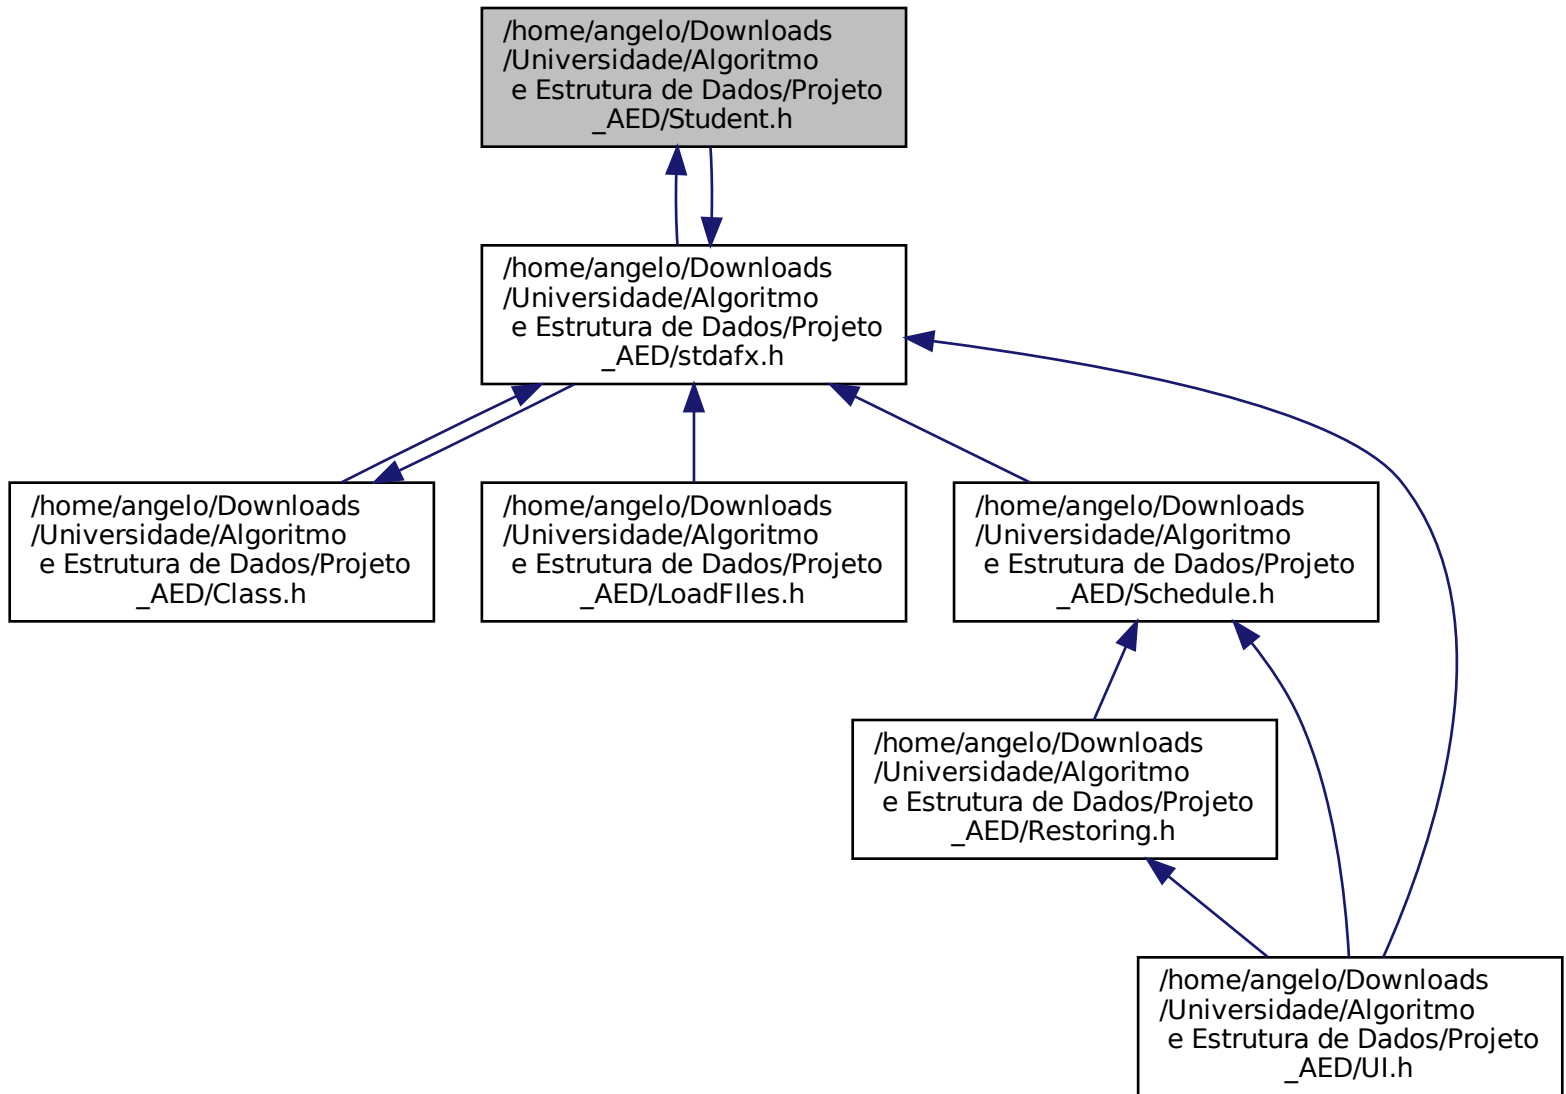 /home/angelo/Downloads
/Universidade/Algoritmo
e Estrutura de Dados/Projeto
_AED/Student.h
/home/angelo/Downloads
/Universidade/Algoritmo
e Estrutura de Dados/Projeto
_AED/stdafx.h
/home/angelo/Downloads
/Universidade/Algoritmo
e Estrutura de Dados/Projeto
_AED/Class.h
/home/angelo/Downloads
/Universidade/Algoritmo
e Estrutura de Dados/Projeto
_AED/LoadFIles.h
/home/angelo/Downloads
/Universidade/Algoritmo
e Estrutura de Dados/Projeto
_AED/Schedule.h
/home/angelo/Downloads
/Universidade/Algoritmo
e Estrutura de Dados/Projeto
_AED/Restoring.h
/home/angelo/Downloads
/Universidade/Algoritmo
e Estrutura de Dados/Projeto
_AED/UI.h